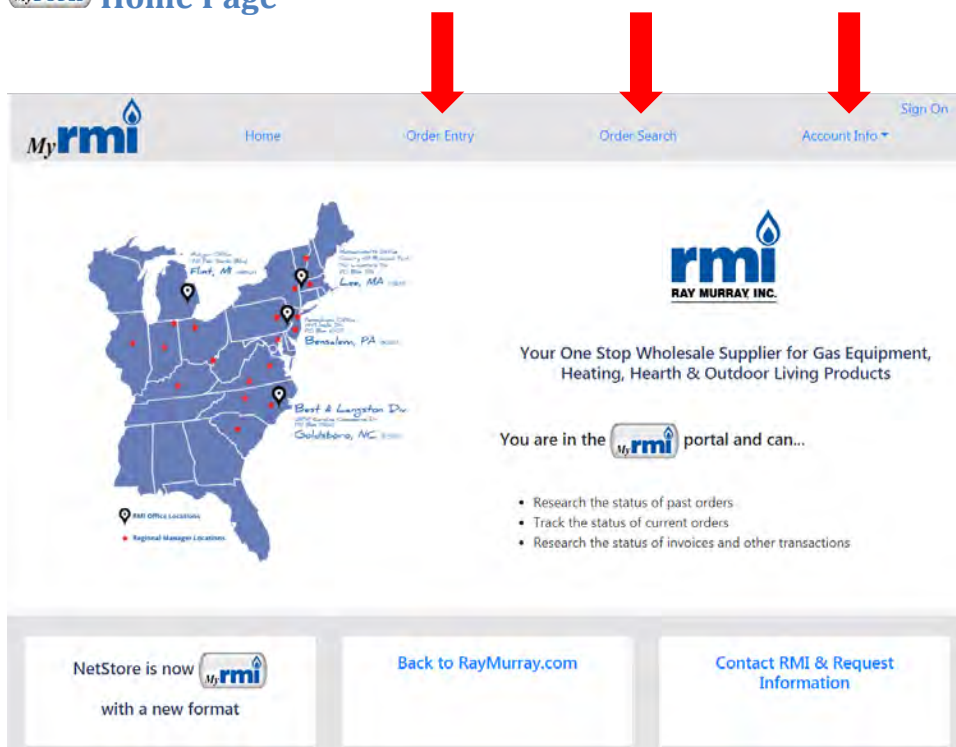 Home Page
Sign On
My rmi
Home
Order Entry
Order Search
Account Info
Flint, MI
Lee, MA
Bensalem, PA
Best & Langston Div
Goldsboro, NC
RMI Office Locations
Regional Manager Locations
rmi
RAY MURRAY, INC.
Your One Stop Wholesale Supplier for Gas Equipment,
Heating, Hearth & Outdoor Living Products
You are in the My rmi portal and can...
• Research the status of past orders
• Track the status of current orders
• Research the status of invoices and other transactions
NetStore is now My rmi
with a new format
Back to RayMurray.com
Contact RMI & Request
Information